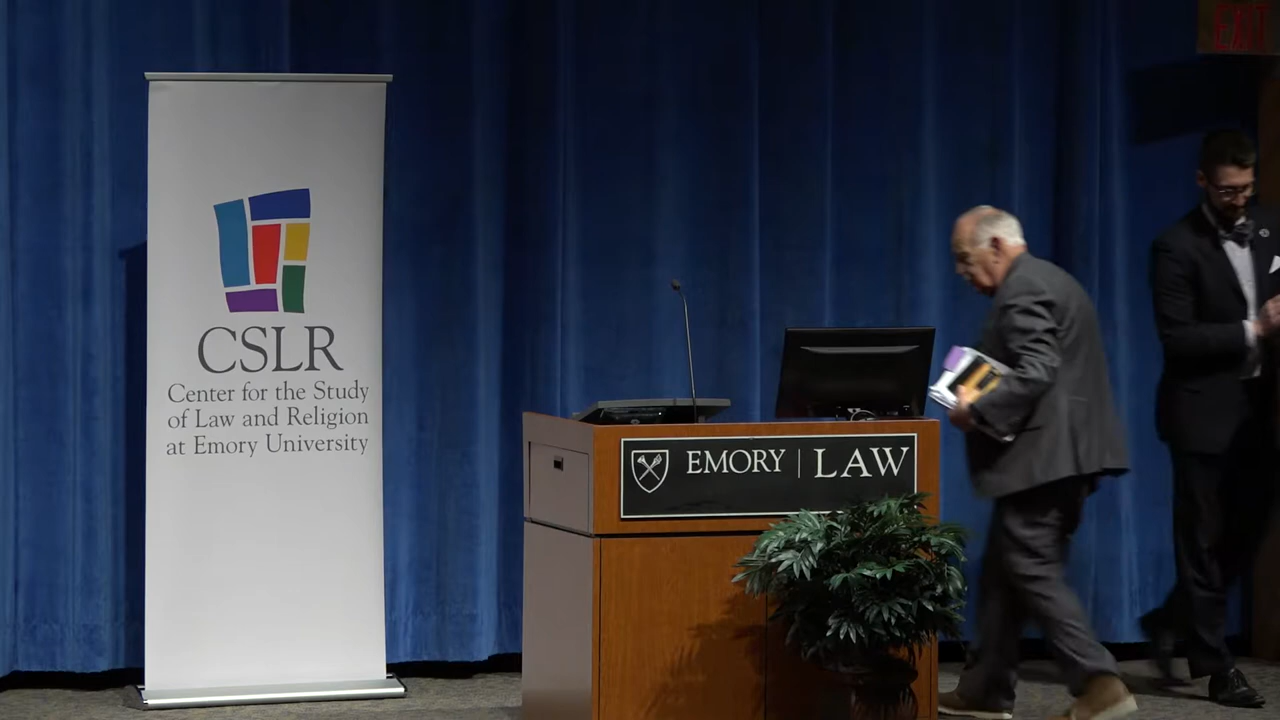 EXIT
CSLR
Center for the Study
of Law and Religion
at Emory University
EMORY | LAW